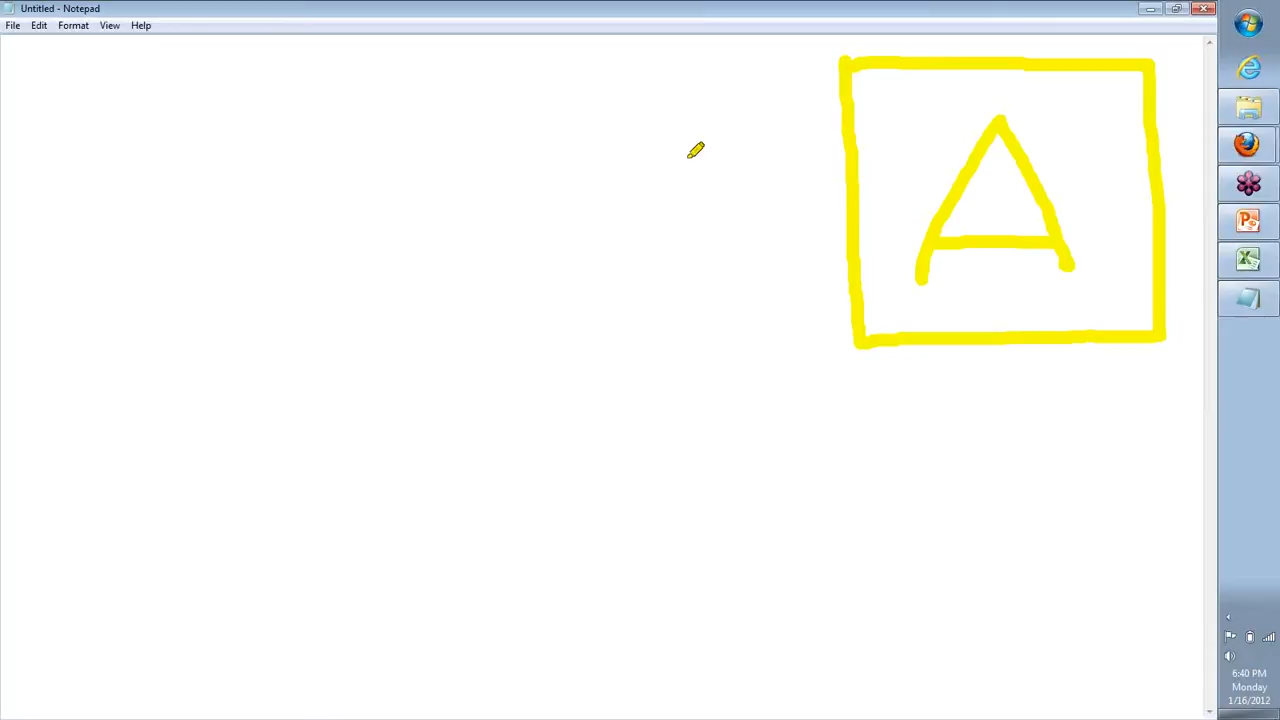 Untitled - Notepad
File Edit Format View Help
A
6:40 PM
Monday
1/16/2012